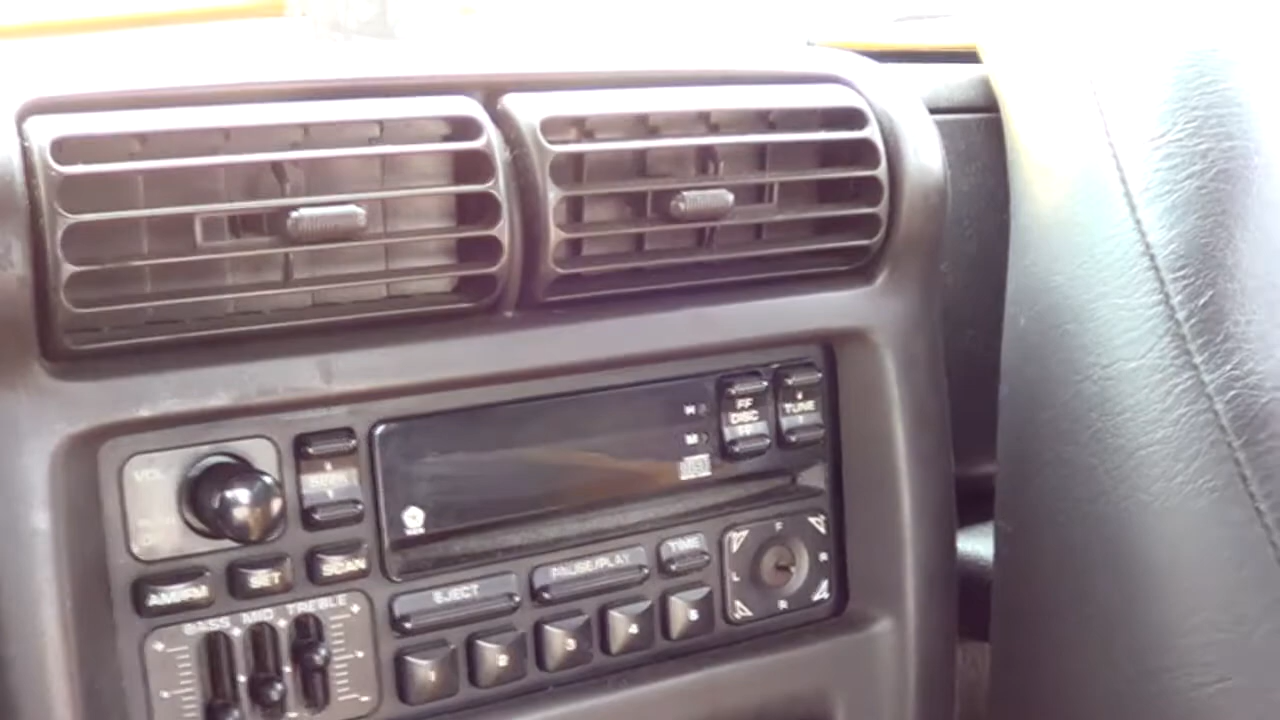 VOL
SEEK
FF
DISC
TUNE
AM/FM
SET
SCAN
EJECT
PAUSE/PLAY
TIME
BASS MID TREBLE
1
2
3
4
5
F
L
R
R